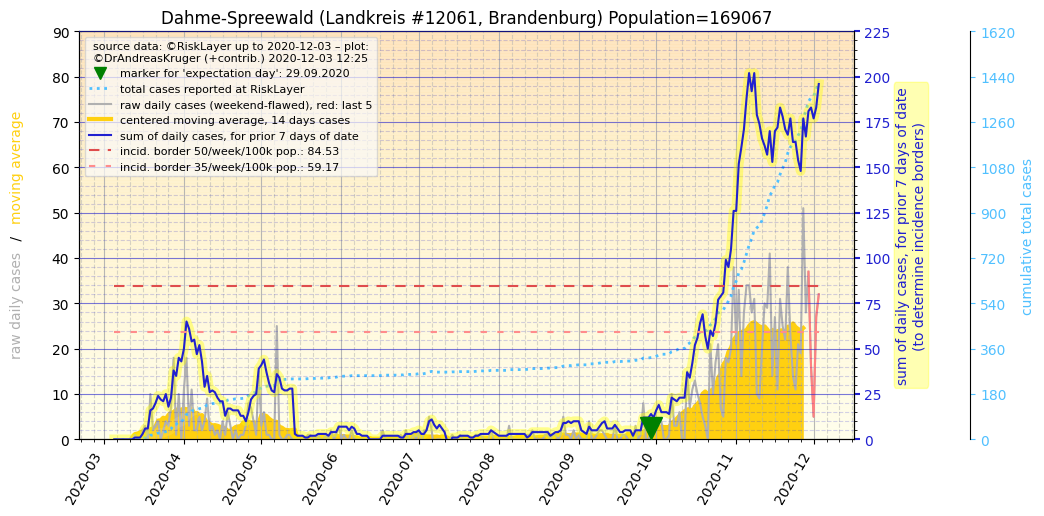 Dahme-Spreewald (Landkreis #12061, Brandenburg) Population=169067
source data: ©RiskLayer up to 2020-12-03 – plot:
©DrAndreasKruger (+contrib.) 2020-12-03 12:25
marker for 'expectation day': 29.09.2020
total cases reported at RiskLayer
raw daily cases (weekend-flawed), red: last 5
centered moving average, 14 days cases
sum of daily cases, for prior 7 days of date
incid. border 50/week/100k pop.: 84.53
incid. border 35/week/100k pop.: 59.17
raw daily cases / moving average
90
80
70
60
50
40
30
20
10
0
225
200
175
150
125
100
75
50
25
0
sum of daily cases, for prior 7 days of date
(to determine incidence borders)
1620
1440
1260
1080
900
720
540
360
180
0
cumulative total cases
2020-03
2020-04
2020-05
2020-06
2020-07
2020-08
2020-09
2020-10
2020-11
2020-12